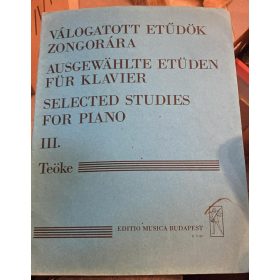 VÁLOGATOTT ETŰDÖK
ZONGORÁRA
AUSGEWÄHLTE ETÜDEN
FÜR KLAVIER
SELECTED STUDIES
FOR PIANO
III.
Teöke
EDITIO MUSICA BUDAPEST